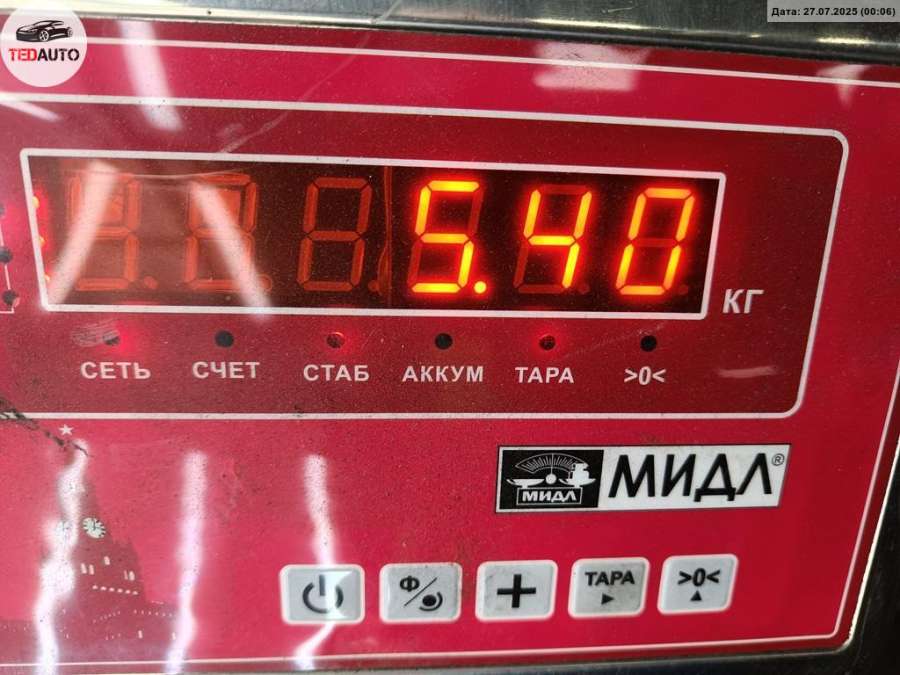 Дата: 27.07.2025 (00:06)
TEDAUTO
5.40
КГ
СЕТЬ СЧЕТ СТАБ АККУМ ТАРА >0<
МИДЛ МИДЛ®
Ф/ + ТАРА >0<